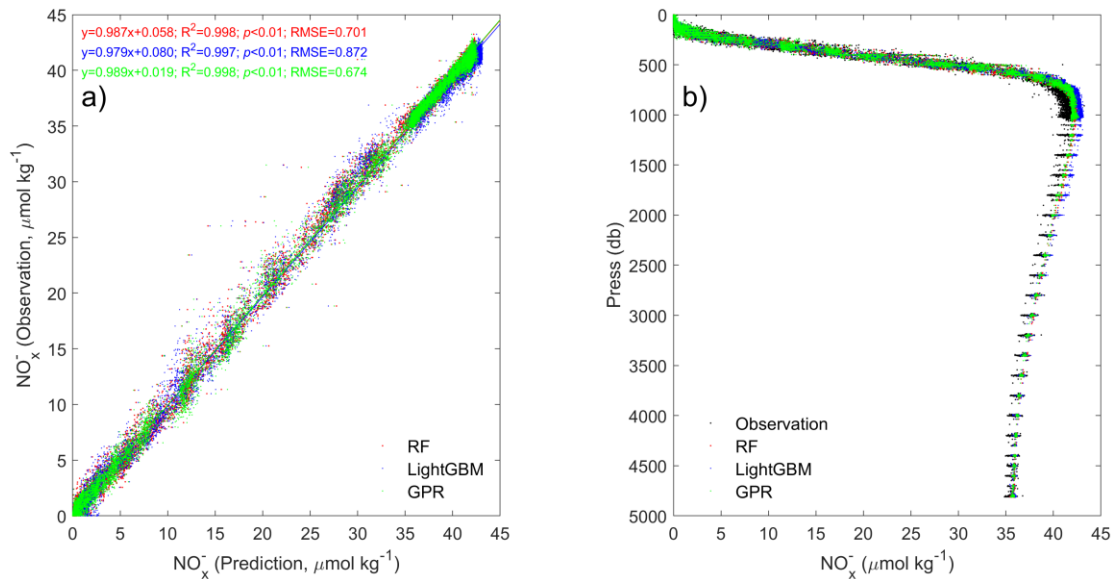 y=0.987x+0.058; R²=0.998; p<0.01; RMSE=0.701
y=0.979x+0.080; R²=0.997; p<0.01; RMSE=0.872
y=0.989x+0.019; R²=0.998; p<0.01; RMSE=0.674
a)
45
40
35
30
25
20
15
10
5
0
NOₓ⁻ (Observation, μmol kg⁻¹)
RF
LightGBM
GPR
0 5 10 15 20 25 30 35 40 45
NOₓ⁻ (Prediction, μmol kg⁻¹)
b)
0
500
1000
1500
2000
2500
3000
3500
4000
4500
5000
Press (db)
Observation
RF
LightGBM
GPR
0 5 10 15 20 25 30 35 40 45
NOₓ⁻ (μmol kg⁻¹)